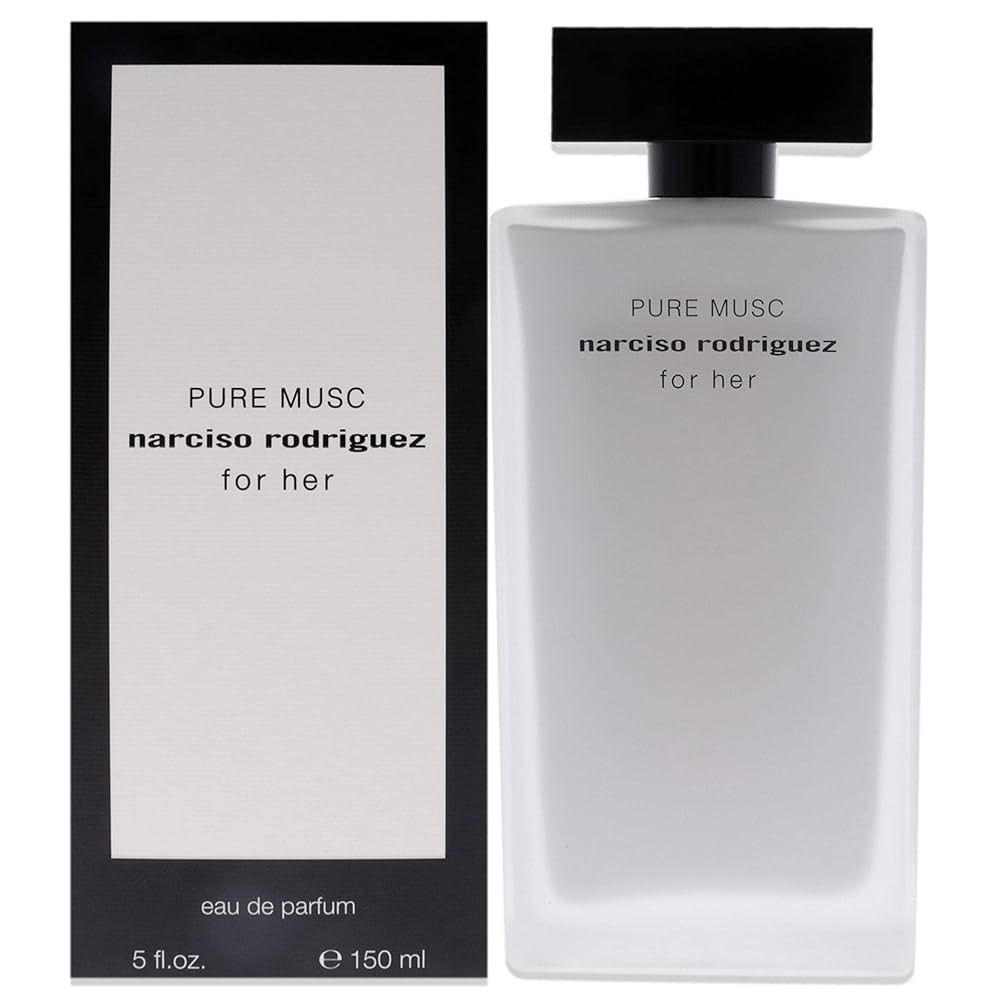 PURE MUSC
narciso rodriguez
for her
eau de parfum
5 fl.oz. ℮ 150 ml
PURE MUSC
narciso rodriguez
for her